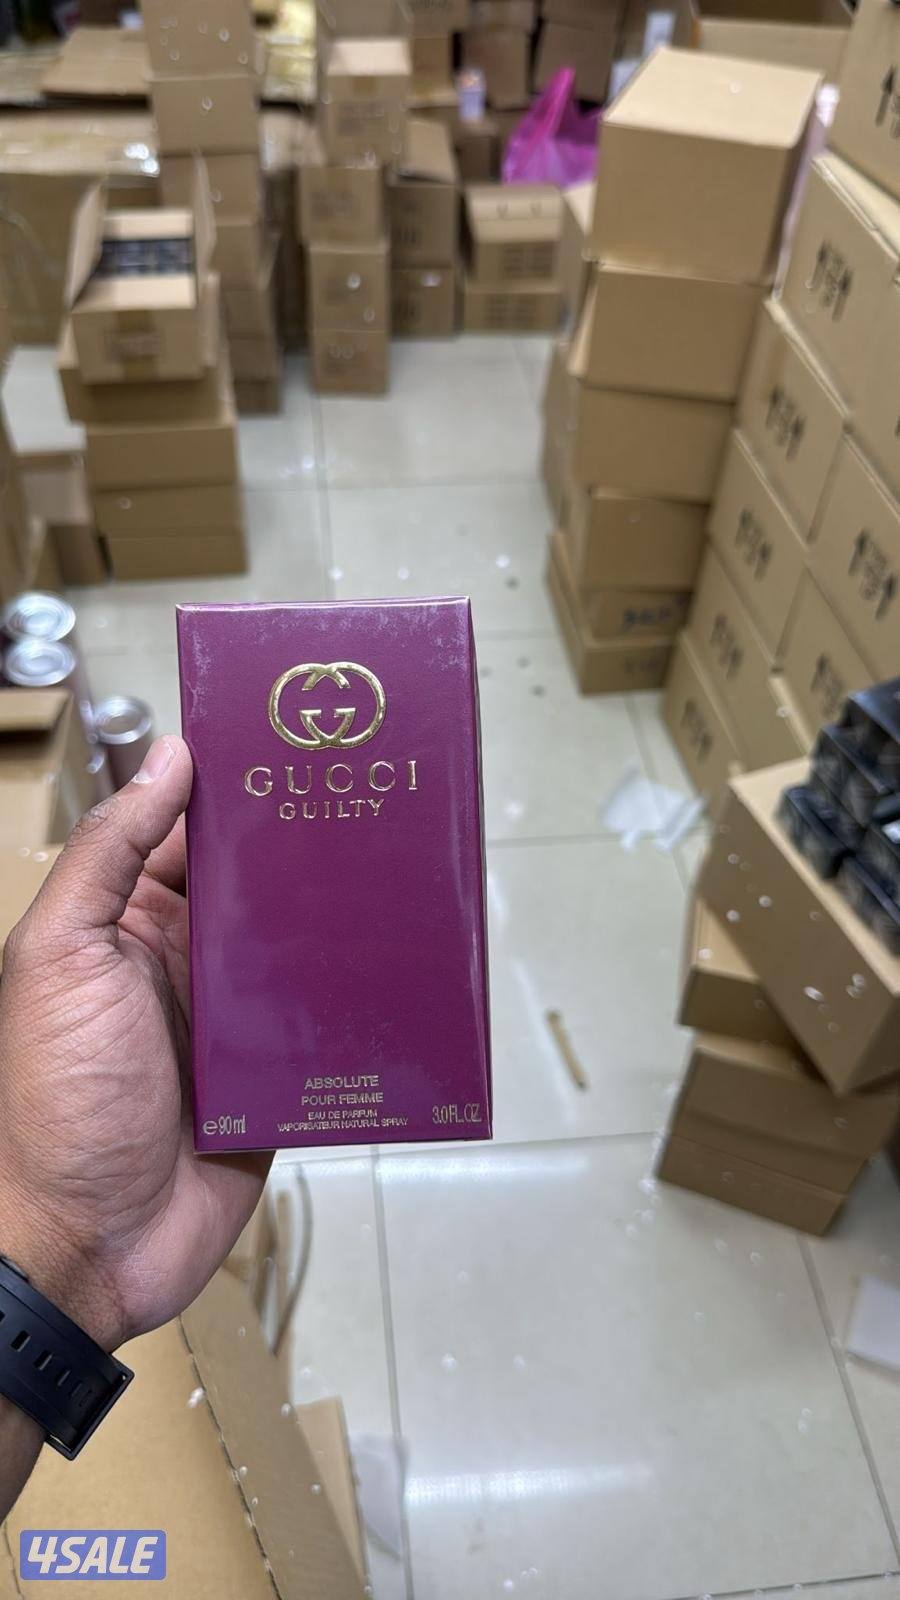 GUCCI
GUILTY
ABSOLUTE
POUR FEMME
EAU DE PARFUM
VAPORISATEUR NATURAL SPRAY
℮90ml
3.0 FL.OZ
4SALE